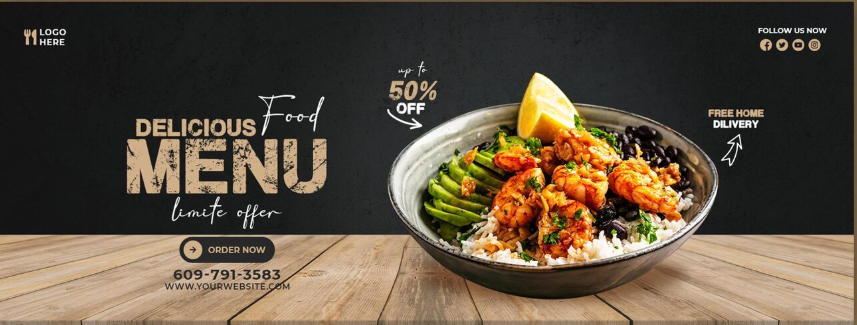 LOGO
HERE
FOLLOW US NOW
up to
50%
OFF
FREE HOME
DILIVERY
DELICIOUS Food
MENU
limite offer
ORDER NOW
609-791-3583
WWW.YOURWEBSITE.COM